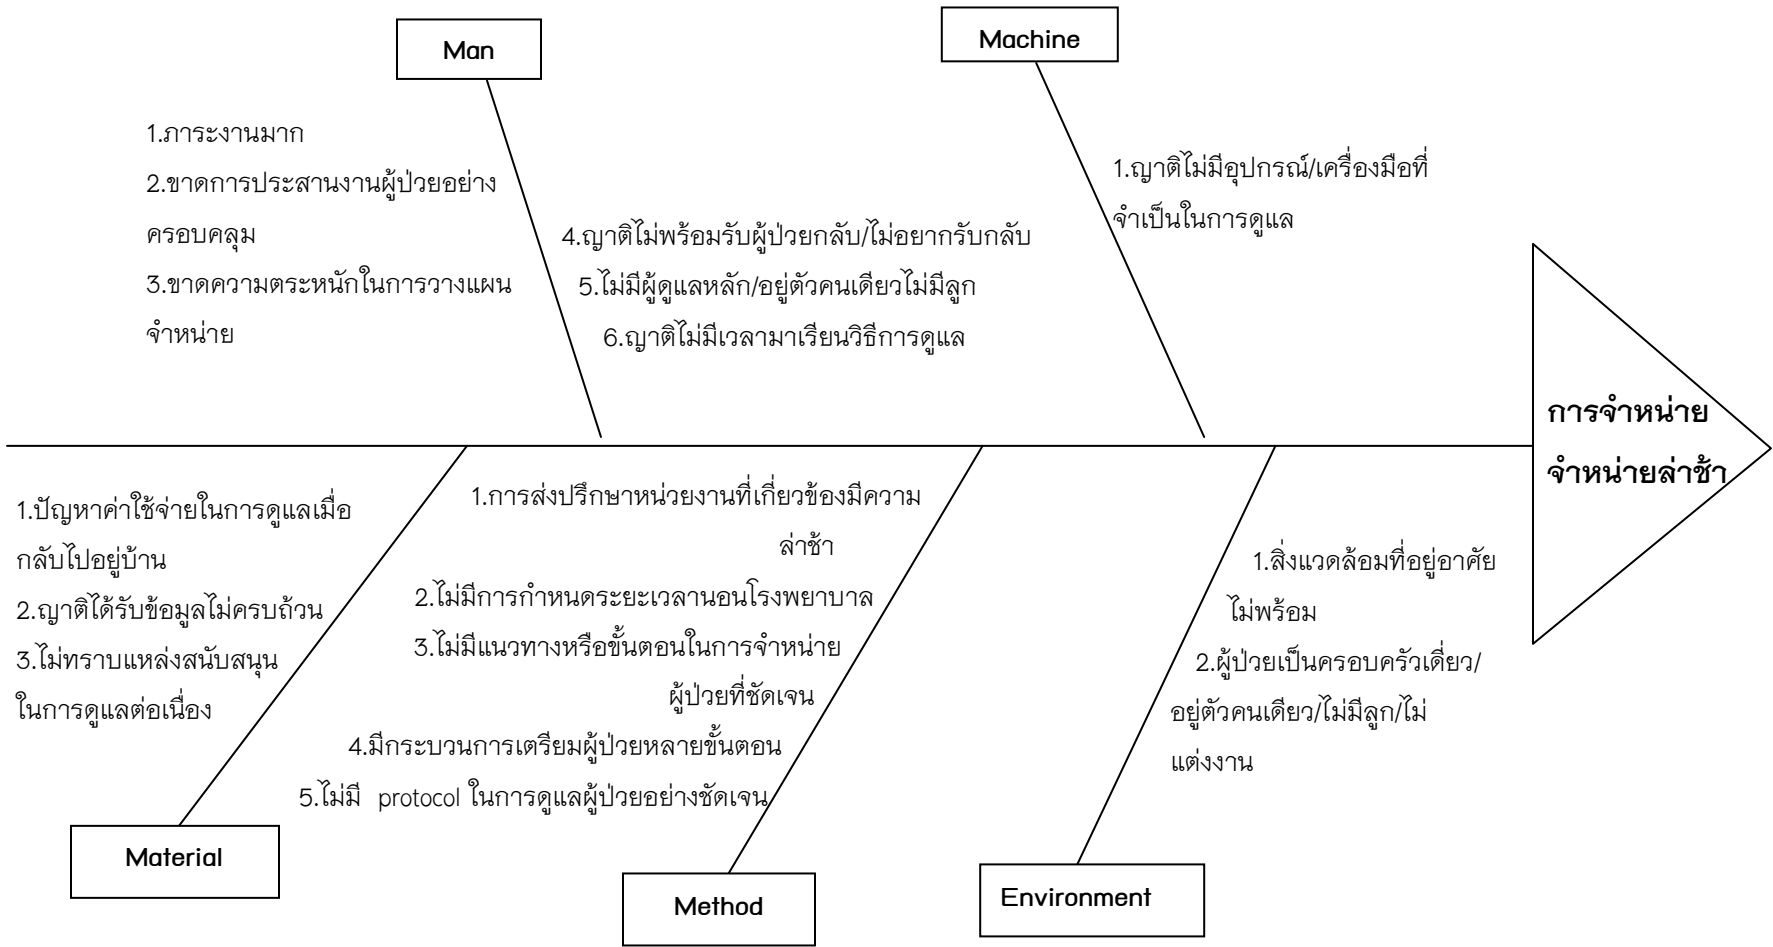 Man
Machine
1.ภาระงานมาก
2.ขาดการประสานงานผู้ป่วยอย่าง
ครอบคลุม
3.ขาดความตระหนักในการวางแผน
จำหน่าย
4.ญาติไม่พร้อมรับผู้ป่วยกลับ/ไม่อยากรับกลับ
5.ไม่มีผู้ดูแลหลัก/อยู่ตัวคนเดียวไม่มีลูก
6.ญาติไม่มีเวลามาเรียนวิธีการดูแล
1.ญาติไม่มีอุปกรณ์/เครื่องมือที่
จำเป็นในการดูแล
การจำหน่าย
จำหน่ายล่าช้า
1.ปัญหาค่าใช้จ่ายในการดูแลเมื่อ
กลับไปอยู่บ้าน
2.ญาติได้รับข้อมูลไม่ครบถ้วน
3.ไม่ทราบแหล่งสนับสนุน
ในการดูแลต่อเนื่อง
1.การส่งปรึกษาหน่วยงานที่เกี่ยวข้องมีความ
ล่าช้า
2.ไม่มีการกำหนดระยะเวลานอนโรงพยาบาล
3.ไม่มีแนวทางหรือขั้นตอนในการจำหน่าย
ผู้ป่วยที่ชัดเจน
4.มีกระบวนการเตรียมผู้ป่วยหลายขั้นตอน
5.ไม่มี protocol ในการดูแลผู้ป่วยอย่างชัดเจน
1.สิ่งแวดล้อมที่อยู่อาศัย
ไม่พร้อม
2.ผู้ป่วยเป็นครอบครัวเดี่ยว/
อยู่ตัวคนเดียว/ไม่มีลูก/ไม่
แต่งงาน
Material
Method
Environment